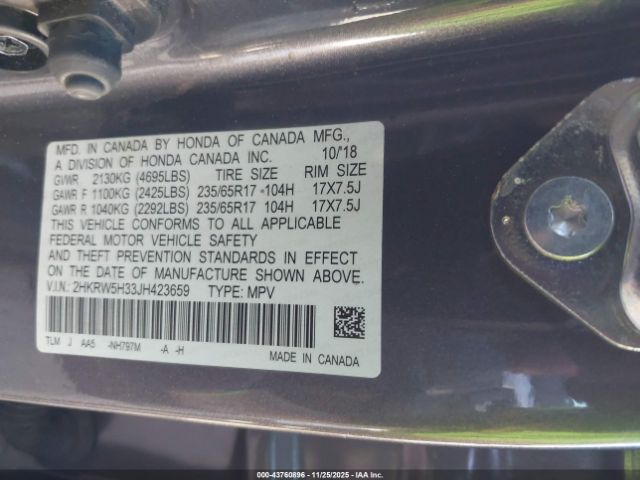 MFD. IN CANADA BY HONDA OF CANADA MFG.,
A DIVISION OF HONDA CANADA INC. 10/18
GVWR 2130KG (4695LBS) TIRE SIZE RIM SIZE
GAWR F 1100KG (2425LBS) 235/65R17 104H 17X7.5J
GAWR R 1040KG (2292LBS) 235/65R17 104H 17X7.5J
THIS VEHICLE CONFORMS TO ALL APPLICABLE
FEDERAL MOTOR VEHICLE SAFETY
AND THEFT PREVENTION STANDARDS IN EFFECT
ON THE DATE OF MANUFACTURE SHOWN ABOVE.
V.I.N.: 2HKRW5H33JH423659 TYPE: MPV
TLM J AA5 -NH797M -A -H
MADE IN CANADA
000-43760896 - 11/25/2025 - IAA Inc.